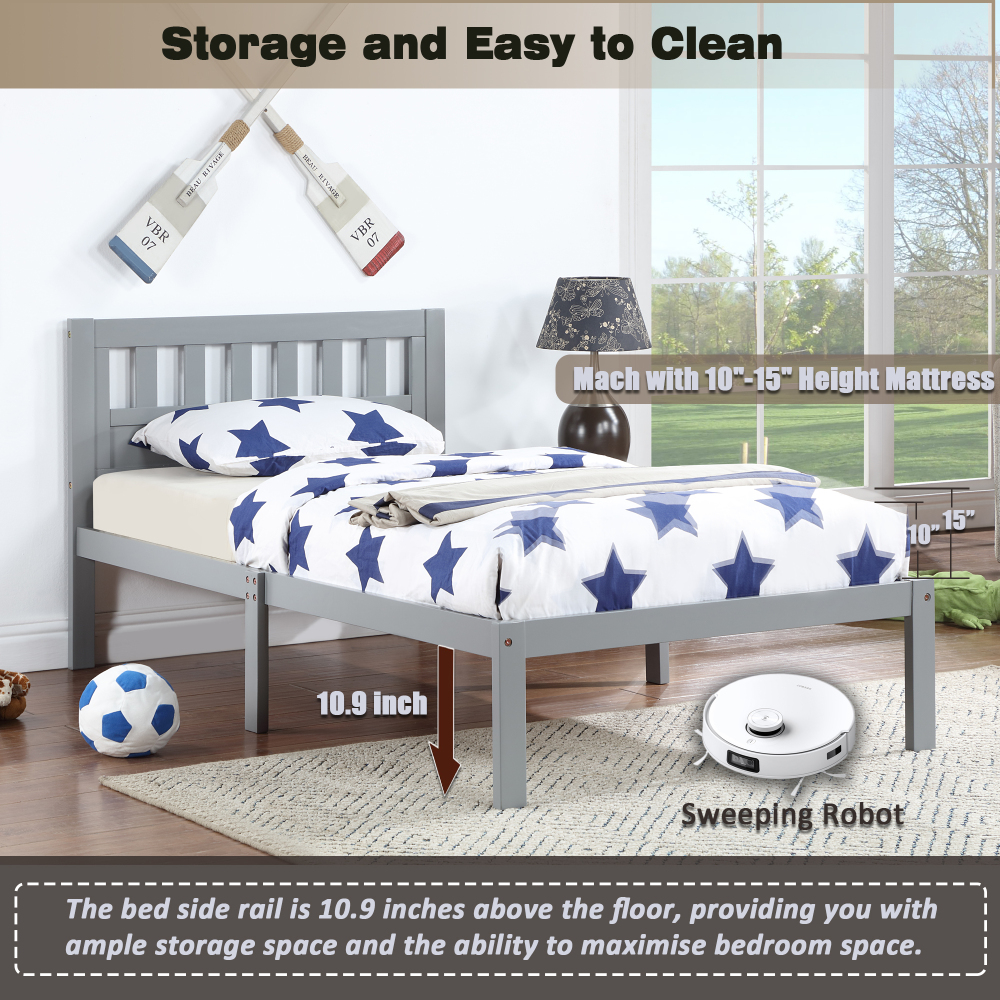 Storage and Easy to Clean
BEAU RIVAGE
VBR
07
BEAU RIVAGE
VBR
07
Mach with 10"-15" Height Mattress
10”
15”
10.9 inch
Sweeping Robot
The bed side rail is 10.9 inches above the floor, providing you with
ample storage space and the ability to maximise bedroom space.